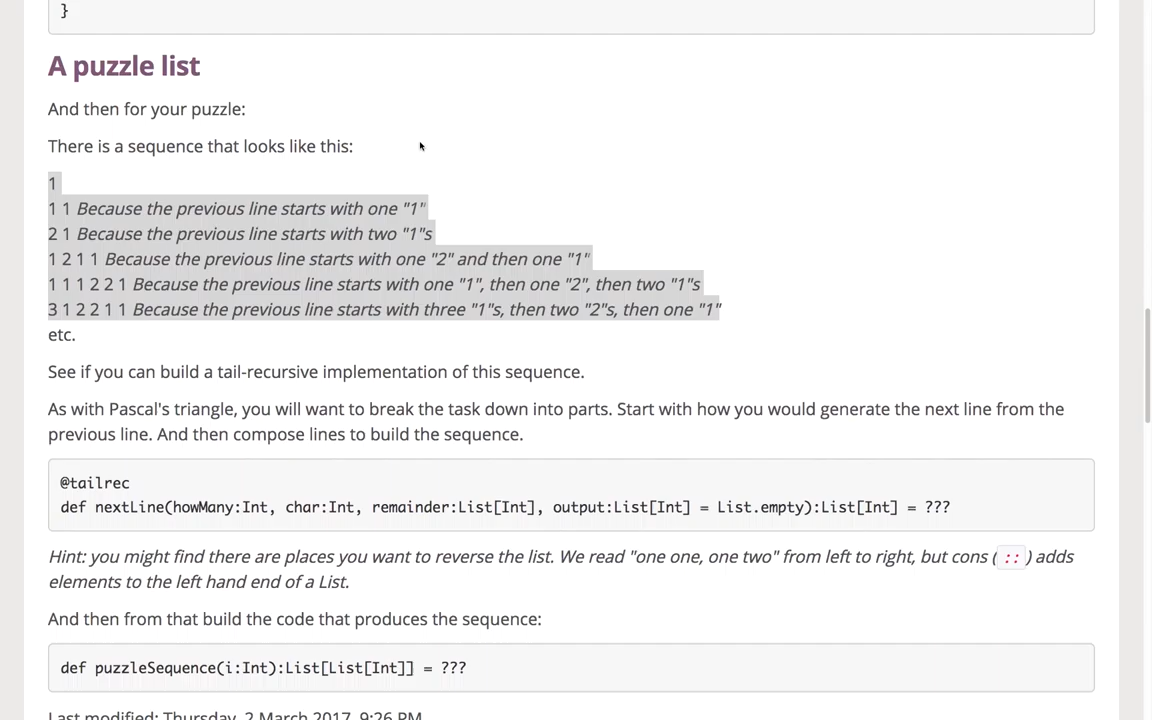 }
A puzzle list
And then for your puzzle:
There is a sequence that looks like this:
1
1 1 Because the previous line starts with one "1"
2 1 Because the previous line starts with two "1"s
1 2 1 1 Because the previous line starts with one "2" and then one "1"
1 1 1 2 2 1 Because the previous line starts with one "1", then one "2", then two "1"s
3 1 2 2 1 1 Because the previous line starts with three "1"s, then two "2"s, then one "1"
etc.
See if you can build a tail-recursive implementation of this sequence.
As with Pascal's triangle, you will want to break the task down into parts. Start with how you would generate the next line from the
previous line. And then compose lines to build the sequence.
@tailrec
def nextLine(howMany:Int, char:Int, remainder:List[Int], output:List[Int] = List.empty):List[Int] = ???
Hint: you might find there are places you want to reverse the list. We read "one one, one two" from left to right, but cons ( :: ) adds
elements to the left hand end of a List.
And then from that build the code that produces the sequence:
def puzzleSequence(i:Int):List[List[Int]] = ???
Last modified: Thursday, 2 March 2017, 9:26 PM